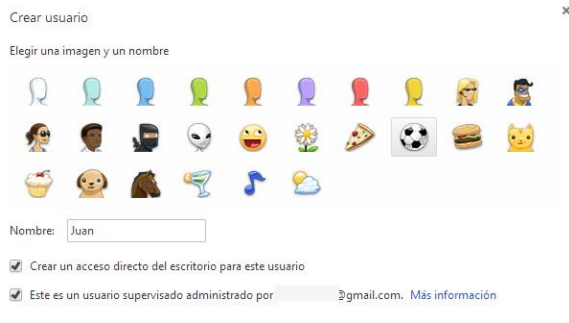 Crear usuario
Elegir una imagen y un nombre
Nombre: Juan
Crear un acceso directo del escritorio para este usuario
Este es un usuario supervisado administrado por @gmail.com. Más información